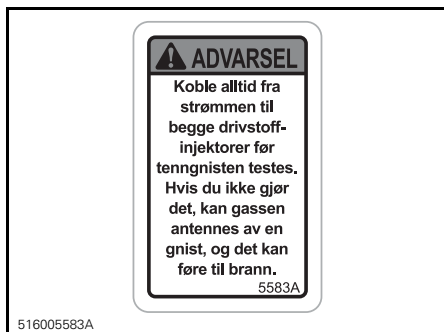 ADVARSEL
Koble alltid fra
strømmen til
begge drivstoff-
injektorer før
tenngnisten testes.
Hvis du ikke gjør
det, kan gassen
antennes av en
gnist, og det kan
føre til brann.
5583A
516005583A